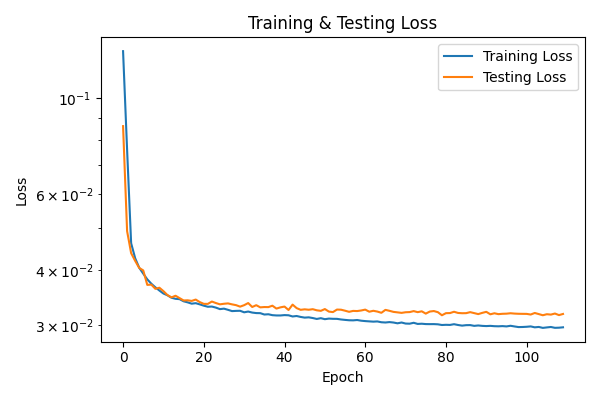 Training & Testing Loss
Training Loss
Testing Loss
10⁻¹
6 × 10⁻²
4 × 10⁻²
3 × 10⁻²
Loss
0 20 40 60 80 100
Epoch